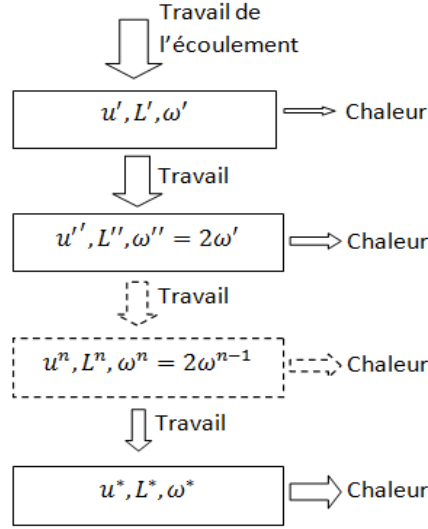 Travail de
l'écoulement
u′, L′, ω′
Chaleur
Travail
u′′, L′′, ω′′ = 2ω′
Chaleur
Travail
uⁿ, Lⁿ, ωⁿ = 2ωⁿ⁻¹
Chaleur
Travail
u*, L*, ω*
Chaleur